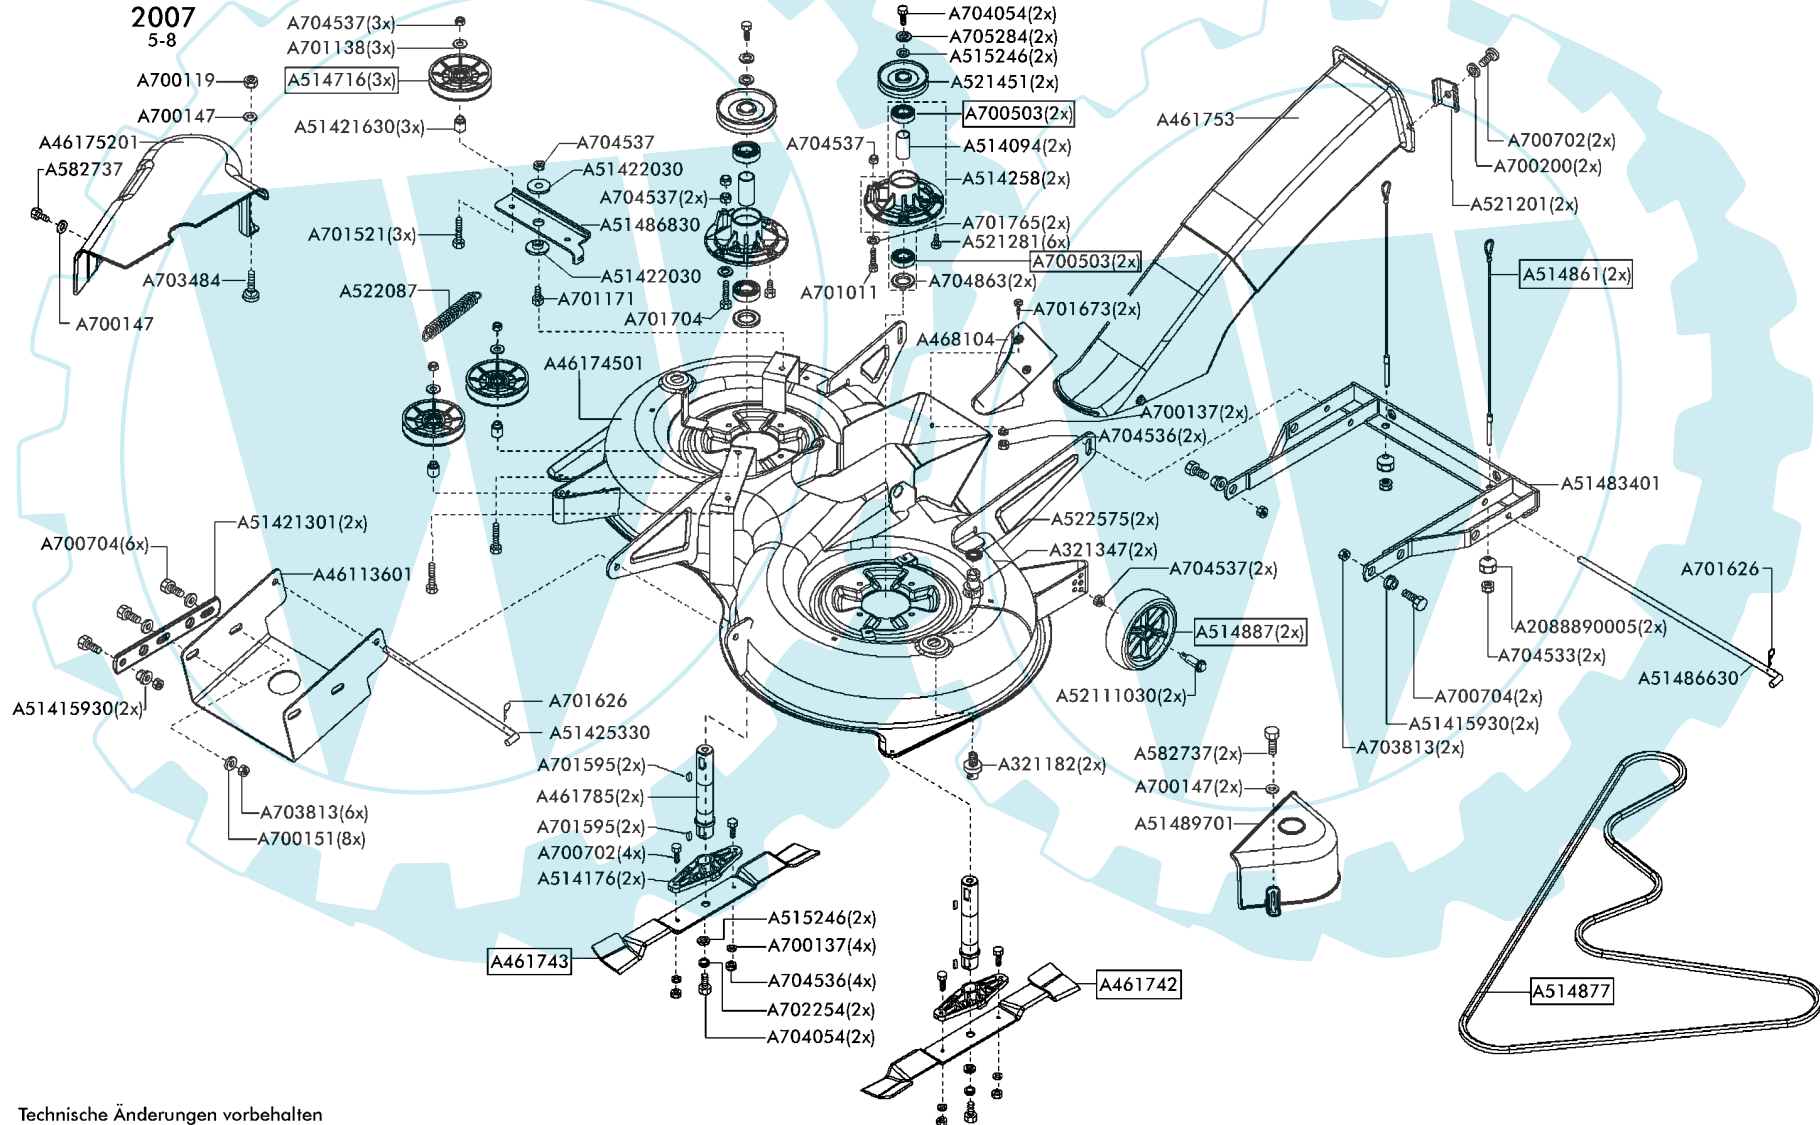 2007
5-8
A704537(3x)
A701138(3x)
A514716(3x)
A51421630(3x)
A700119
A700147
A46175201
A582737
A703484
A700147
A701521(3x)
A522087
A704537
A51422030
A704537(2x)
A51486830
A51422030
A701171
A701704
A46174501
A704054(2x)
A705284(2x)
A515246(2x)
A521451(2x)
A700503(2x)
A704537
A514094(2x)
A514258(2x)
A701765(2x)
A521281(6x)
A700503(2x)
A701011
A704863(2x)
A701673(2x)
A468104
A461753
A700702(2x)
A700200(2x)
A521201(2x)
A514861(2x)
A700137(2x)
A704536(2x)
A51483401
A522575(2x)
A321347(2x)
A704537(2x)
A514887(2x)
A52111030(2x)
A701626
A2088890005(2x)
A704533(2x)
A51486630
A700704(2x)
A51415930(2x)
A703813(2x)
A51421301(2x)
A700704(6x)
A46113601
A51415930(2x)
A701626
A51425330
A703813(6x)
A700151(8x)
A701595(2x)
A461785(2x)
A701595(2x)
A700702(4x)
A514176(2x)
A321182(2x)
A582737(2x)
A700147(2x)
A51489701
A515246(2x)
A700137(4x)
A461743
A704536(4x)
A702254(2x)
A704054(2x)
A461742
A514877
Technische Änderungen vorbehalten